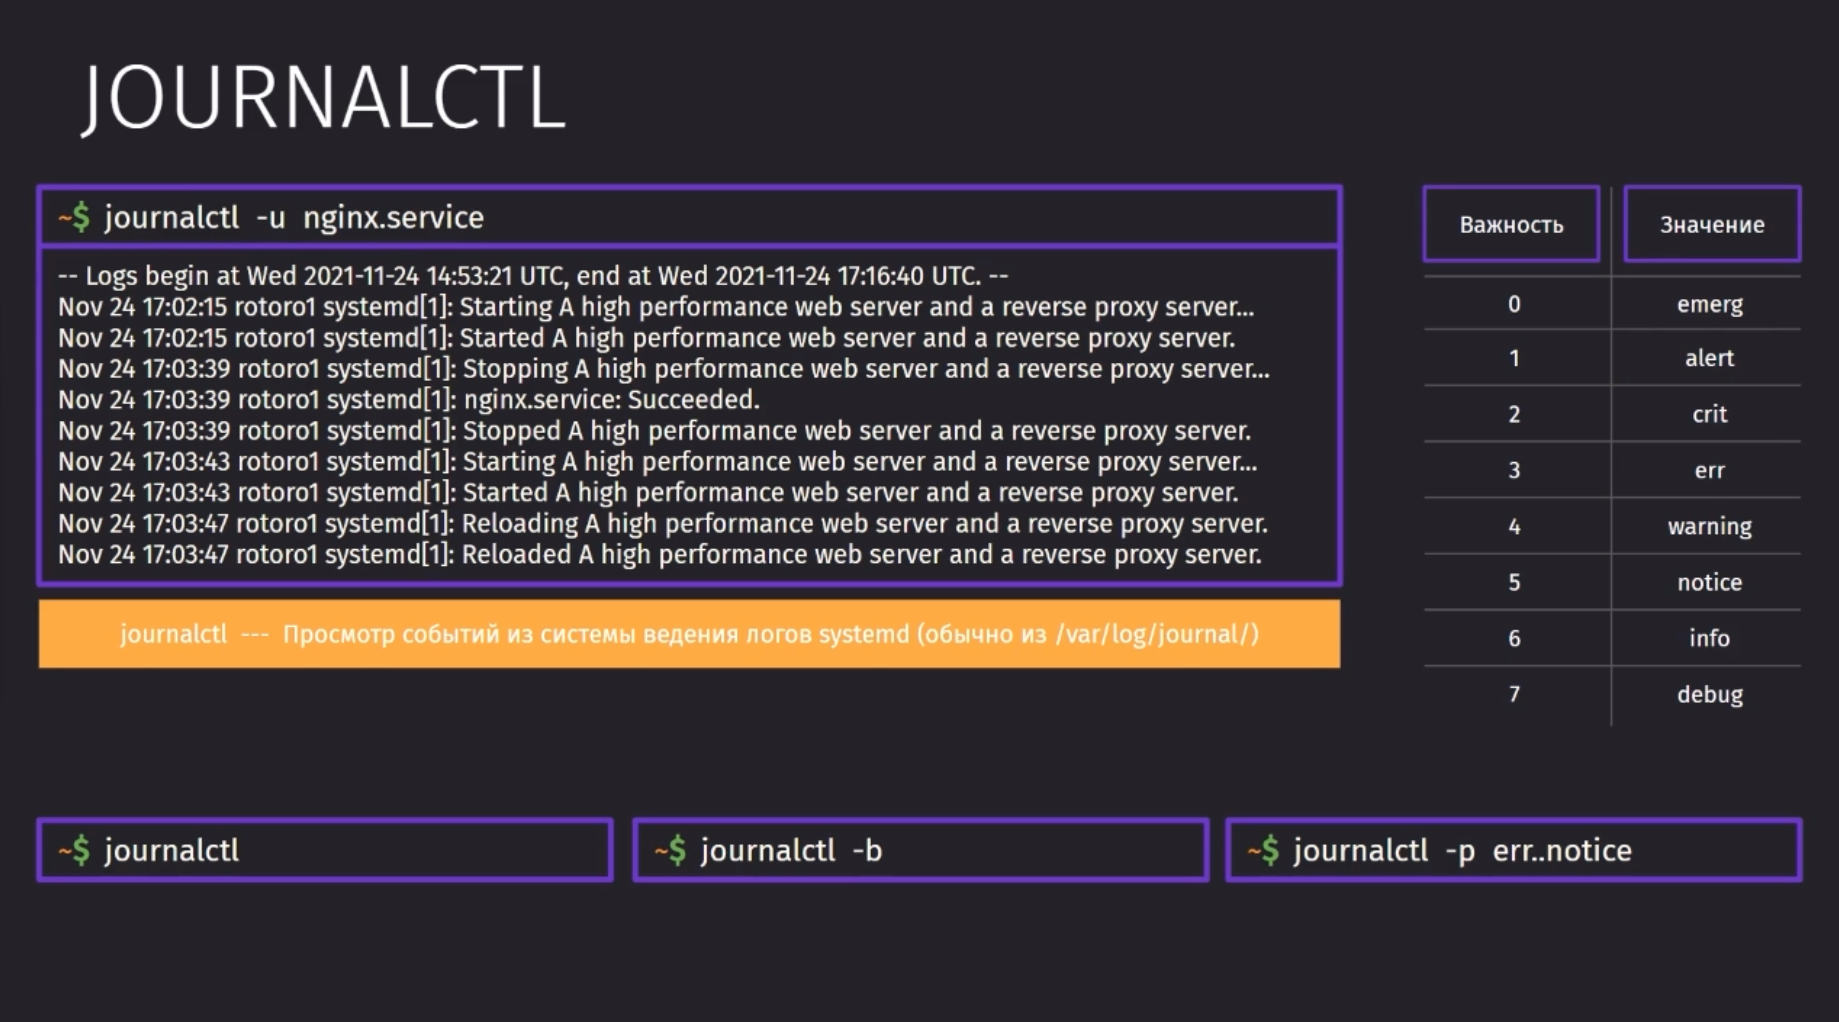 JOURNALCTL
~$ journalctl -u nginx.service
-- Logs begin at Wed 2021-11-24 14:53:21 UTC, end at Wed 2021-11-24 17:16:40 UTC. --
Nov 24 17:02:15 rotoro1 systemd[1]: Starting A high performance web server and a reverse proxy server...
Nov 24 17:02:15 rotoro1 systemd[1]: Started A high performance web server and a reverse proxy server.
Nov 24 17:03:39 rotoro1 systemd[1]: Stopping A high performance web server and a reverse proxy server...
Nov 24 17:03:39 rotoro1 systemd[1]: nginx.service: Succeeded.
Nov 24 17:03:39 rotoro1 systemd[1]: Stopped A high performance web server and a reverse proxy server.
Nov 24 17:03:43 rotoro1 systemd[1]: Starting A high performance web server and a reverse proxy server...
Nov 24 17:03:43 rotoro1 systemd[1]: Started A high performance web server and a reverse proxy server.
Nov 24 17:03:47 rotoro1 systemd[1]: Reloading A high performance web server and a reverse proxy server.
Nov 24 17:03:47 rotoro1 systemd[1]: Reloaded A high performance web server and a reverse proxy server.
journalctl --- Просмотр событий из системы ведения логов systemd (обычно из /var/log/journal/)
Важность Значение
0 emerg
1 alert
2 crit
3 err
4 warning
5 notice
6 info
7 debug
~$ journalctl
~$ journalctl -b
~$ journalctl -p err..notice